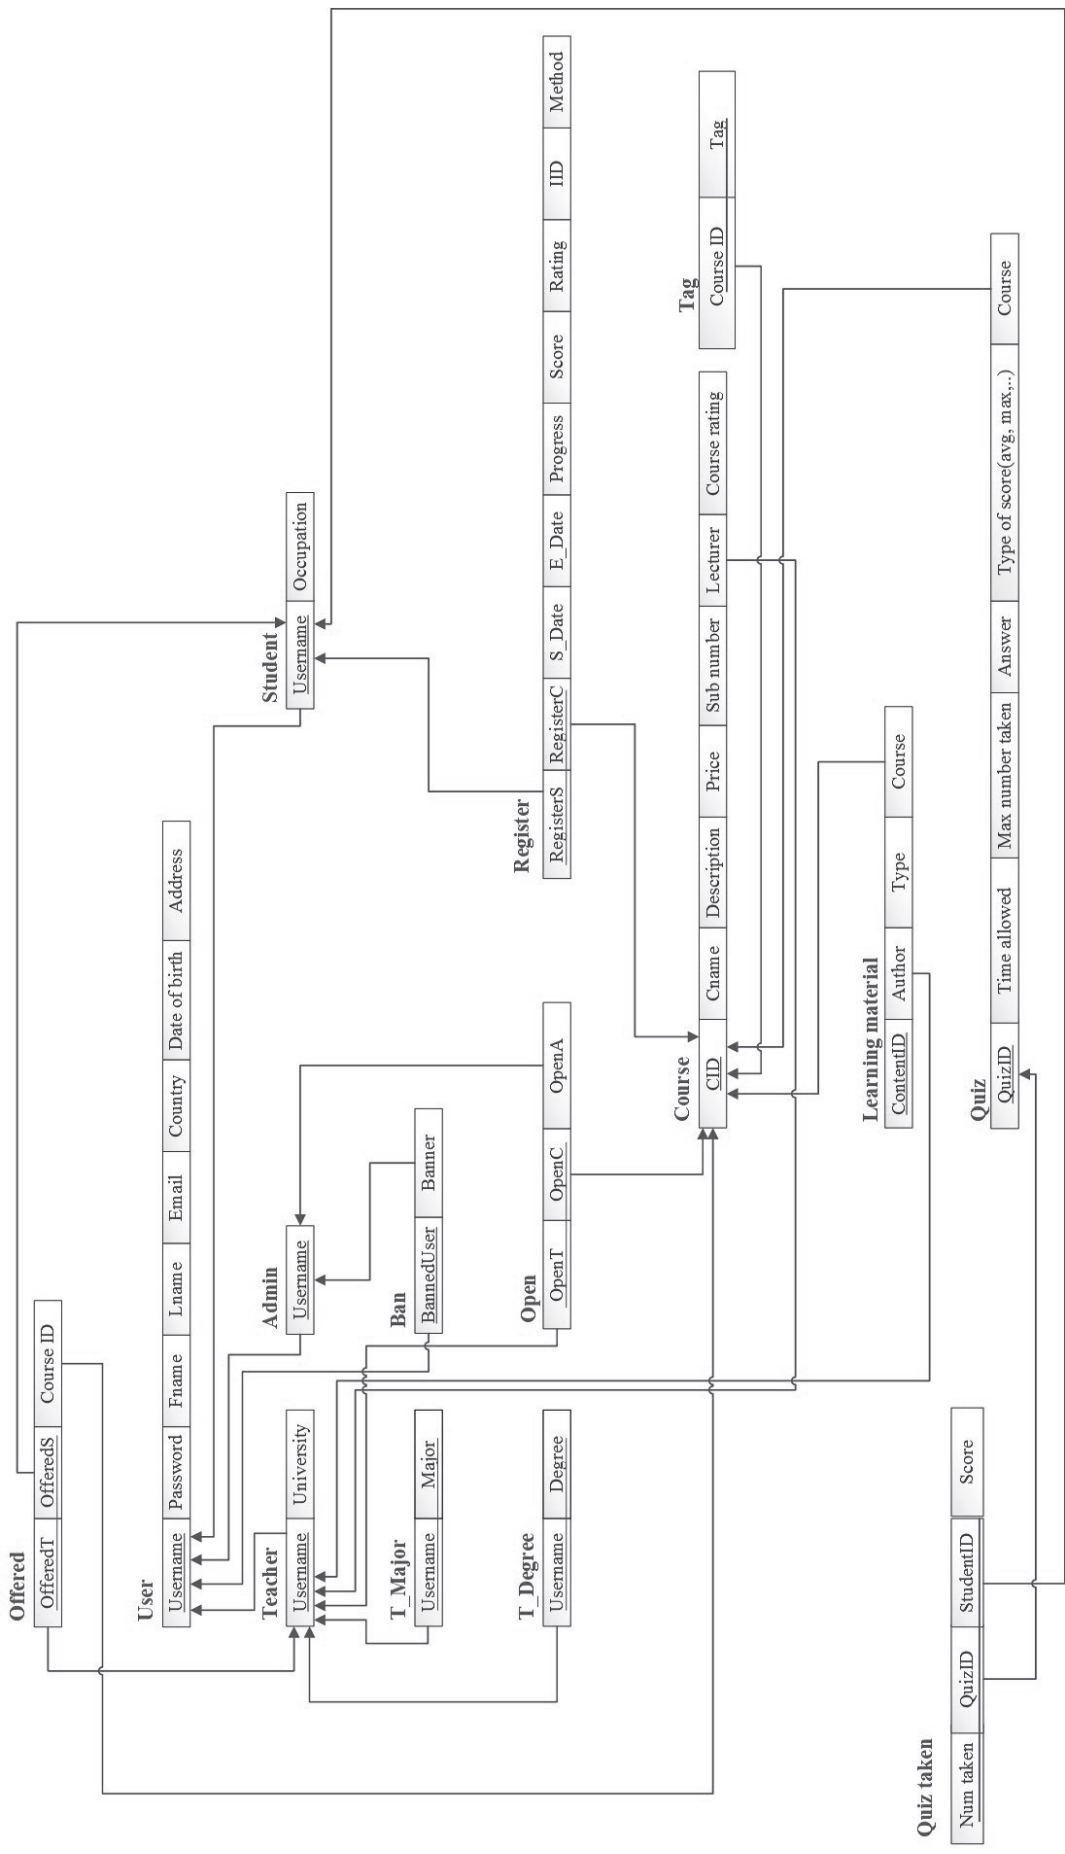 Offered
OfferedT OfferedS Course ID
User
Username Password Fname Lname Email Country Date of birth Address
Teacher
Username University
Admin
Username
Student
Username Occupation
T_Major
Username Major
Ban
BannedUser Banner
T_Degree
Username Degree
Open
OpenT OpenC OpenA
Register
RegisterS RegisterC S_Date E_Date Progress Score Rating IID Method
Course
CID Cname Description Price Sub number Lecturer Course rating
Tag
Course ID Tag
Learning material
ContentID Author Type Course
Quiz taken
Num taken QuizID StudentID Score
Quiz
QuizID Time allowed Max number taken Answer Type of score(avg, max,..) Course